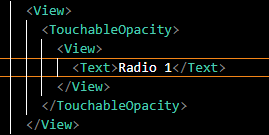 <View>
<TouchableOpacity>
<View>
<Text>Radio 1</Text>
</View>
</TouchableOpacity>
</View>